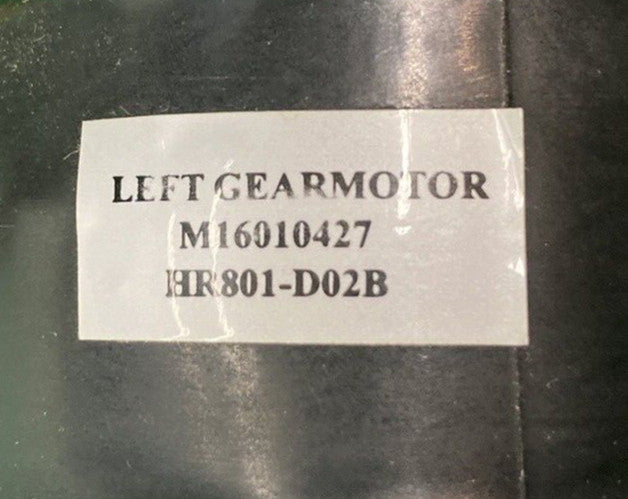 LEFT GEARMOTOR
M16010427
HR801-D02B